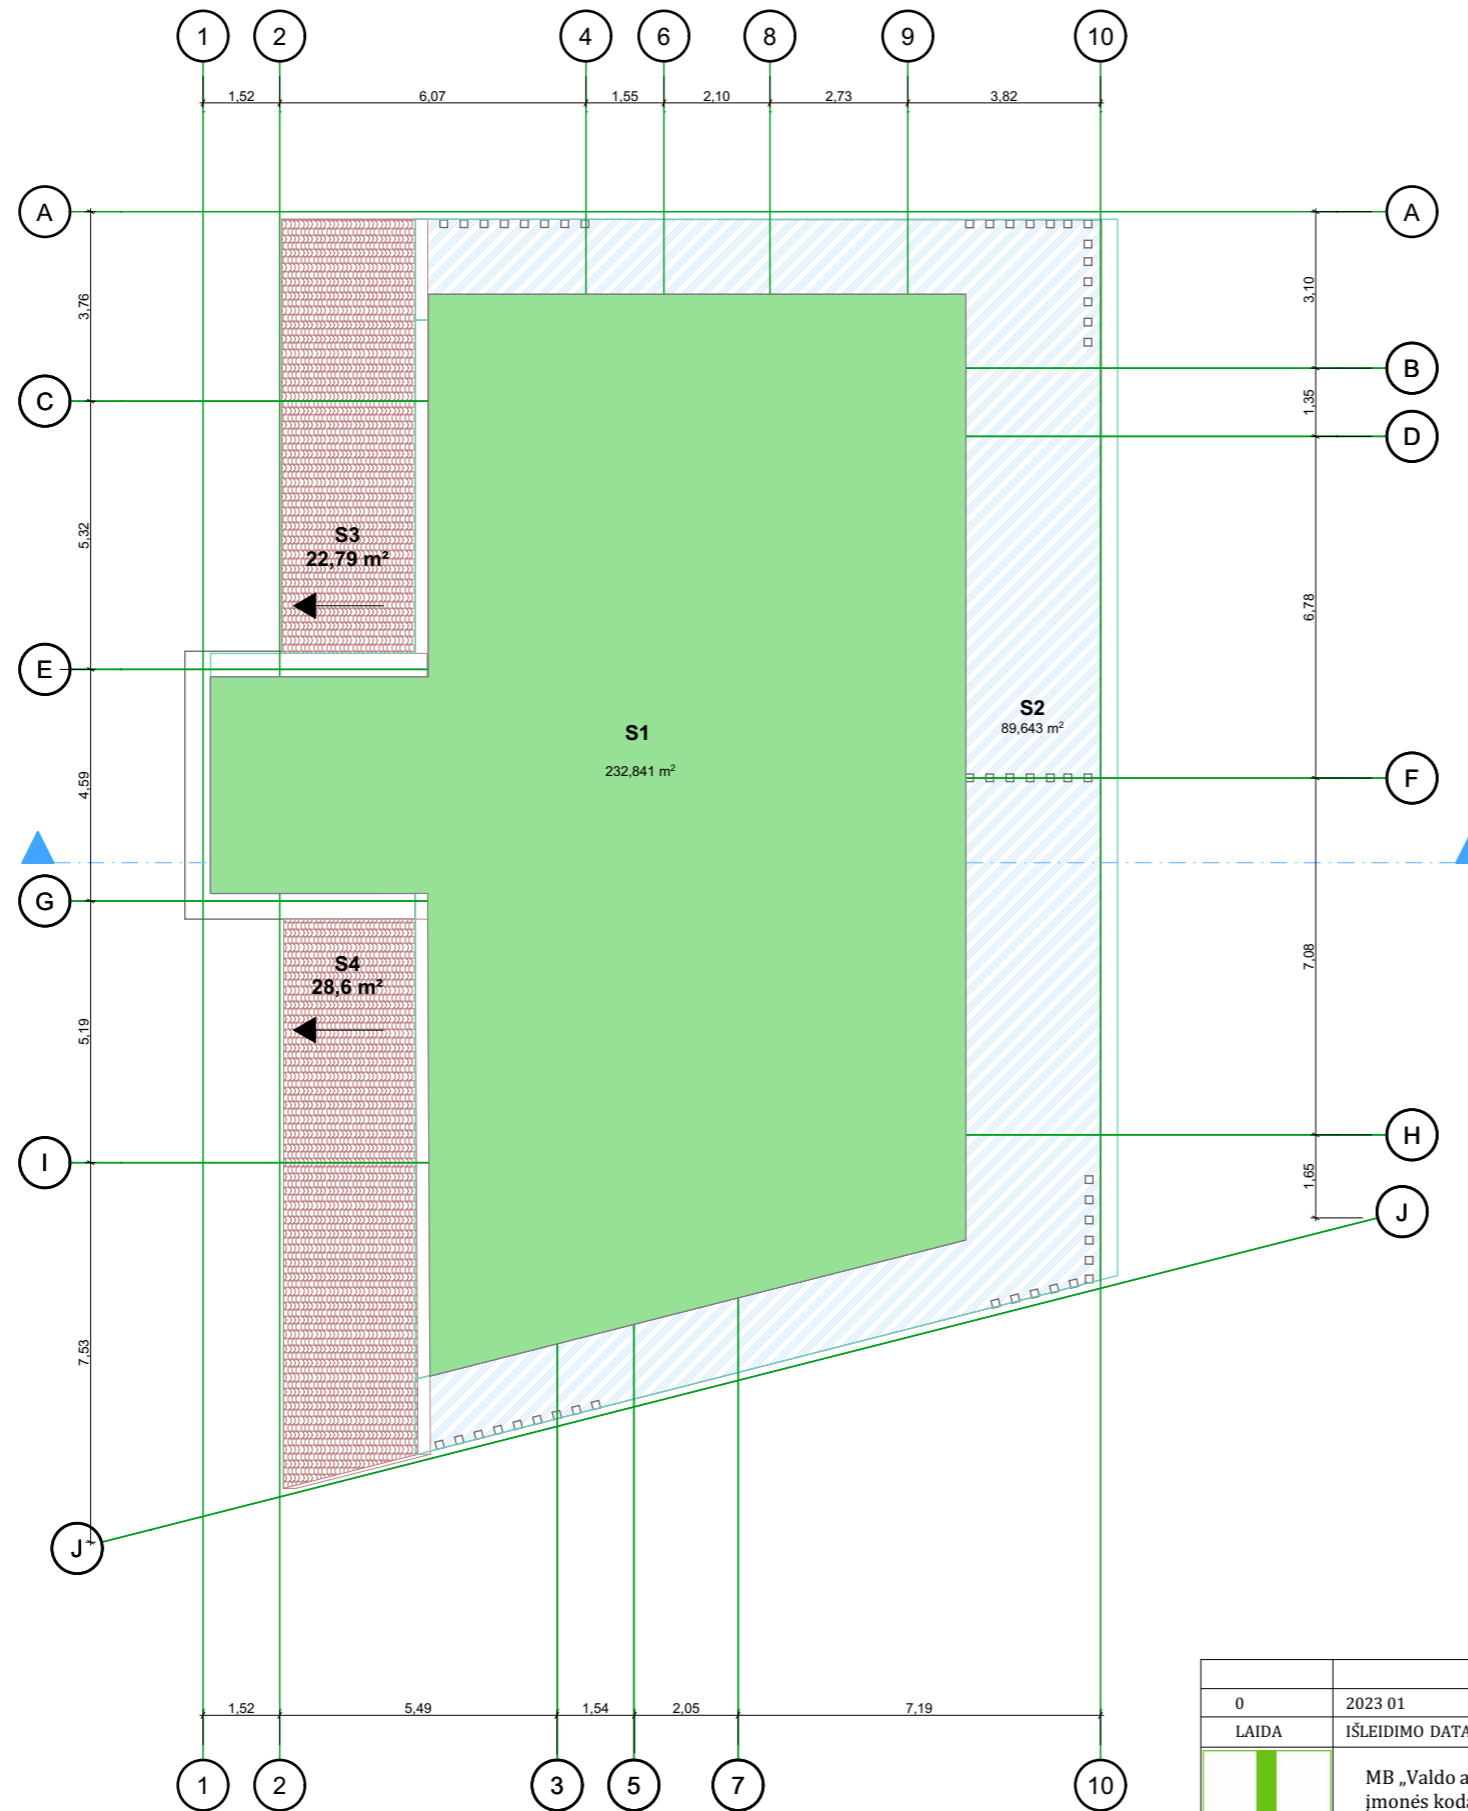 1 2 4 6 8 9 10
1,52 6,07 1,55 2,10 2,73 3,82
A A
3,76 3,10
B
C
1,35
D
5,32
S3
22,79 m²
6,78
E
S2
89,643 m²
S1
232,841 m²
4,59
F
G
7,08
S4
28,6 m²
5,19
H
I
1,65
J
7,53
J
1,52 5,49 1,54 2,05 7,19
1 2 3 5 7 10
0 2023 01
LAIDA IŠLEIDIMO DATA
MB „Valdo a
įmonės koda